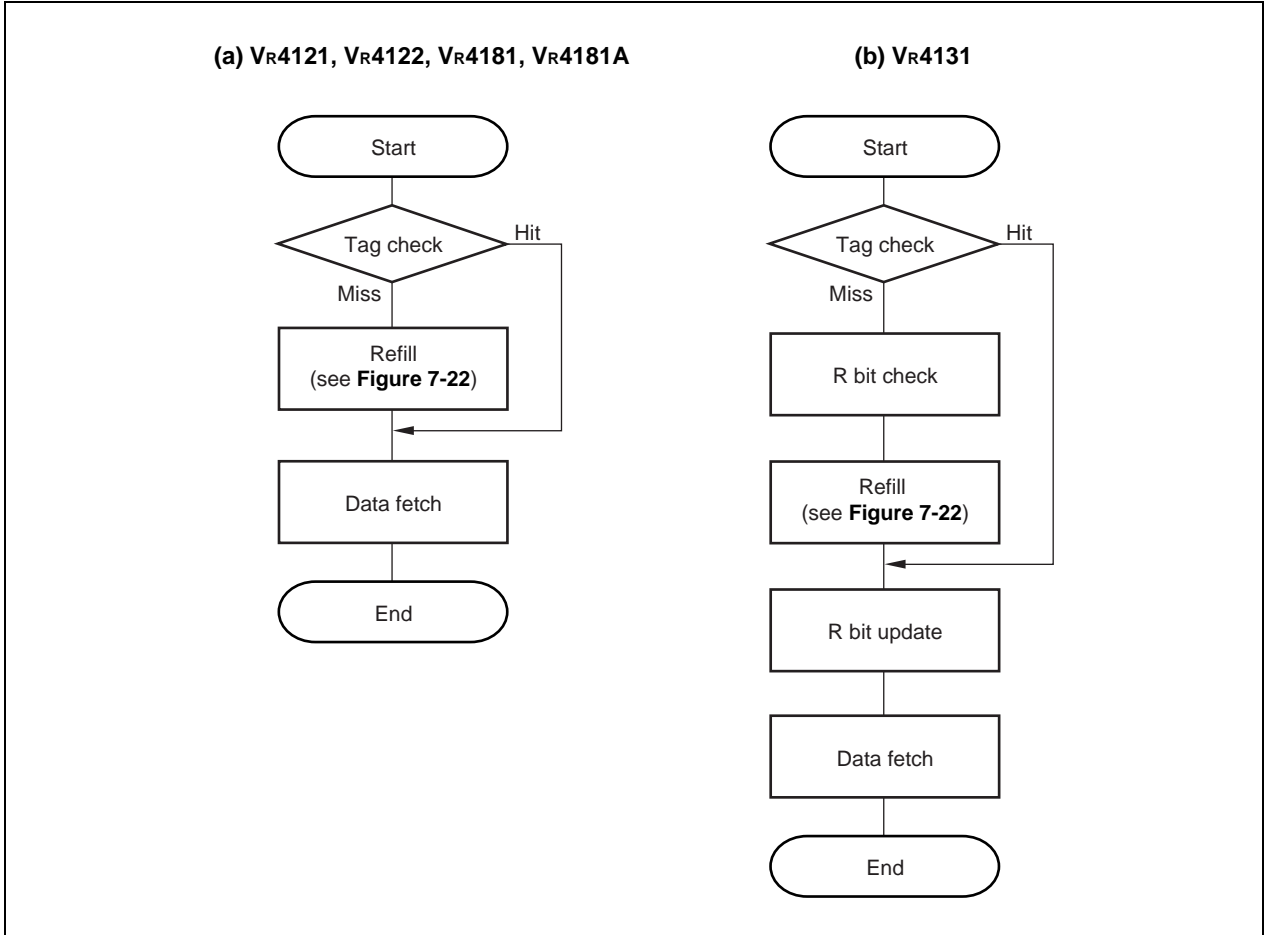 (a) VR4121, VR4122, VR4181, VR4181A
Start
Tag check
Hit
Miss
Refill
(see Figure 7-22)
Data fetch
End
(b) VR4131
Start
Tag check
Hit
Miss
R bit check
Refill
(see Figure 7-22)
R bit update
Data fetch
End